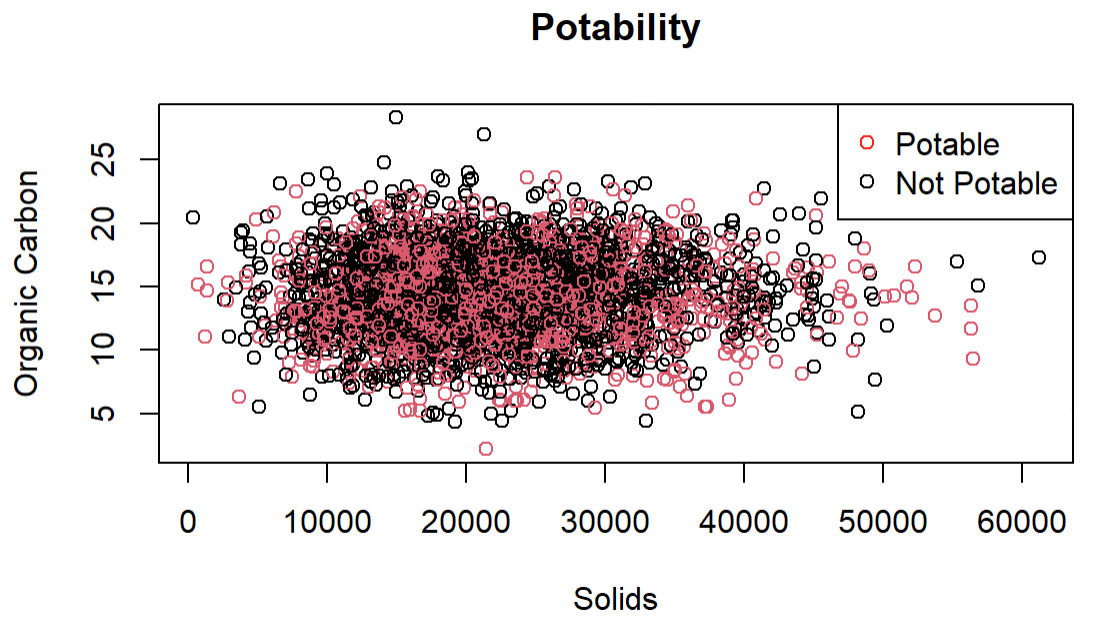 Potability
Potable
Not Potable
Organic Carbon
25
20
15
10
5
0 10000 20000 30000 40000 50000 60000
Solids